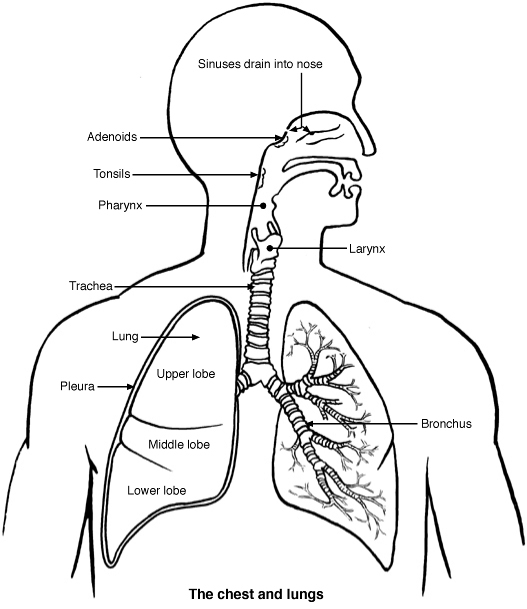 Sinuses drain into nose
Adenoids
Tonsils
Pharynx
Larynx
Trachea
Lung
Upper lobe
Pleura
Bronchus
Middle lobe
Lower lobe
The chest and lungs